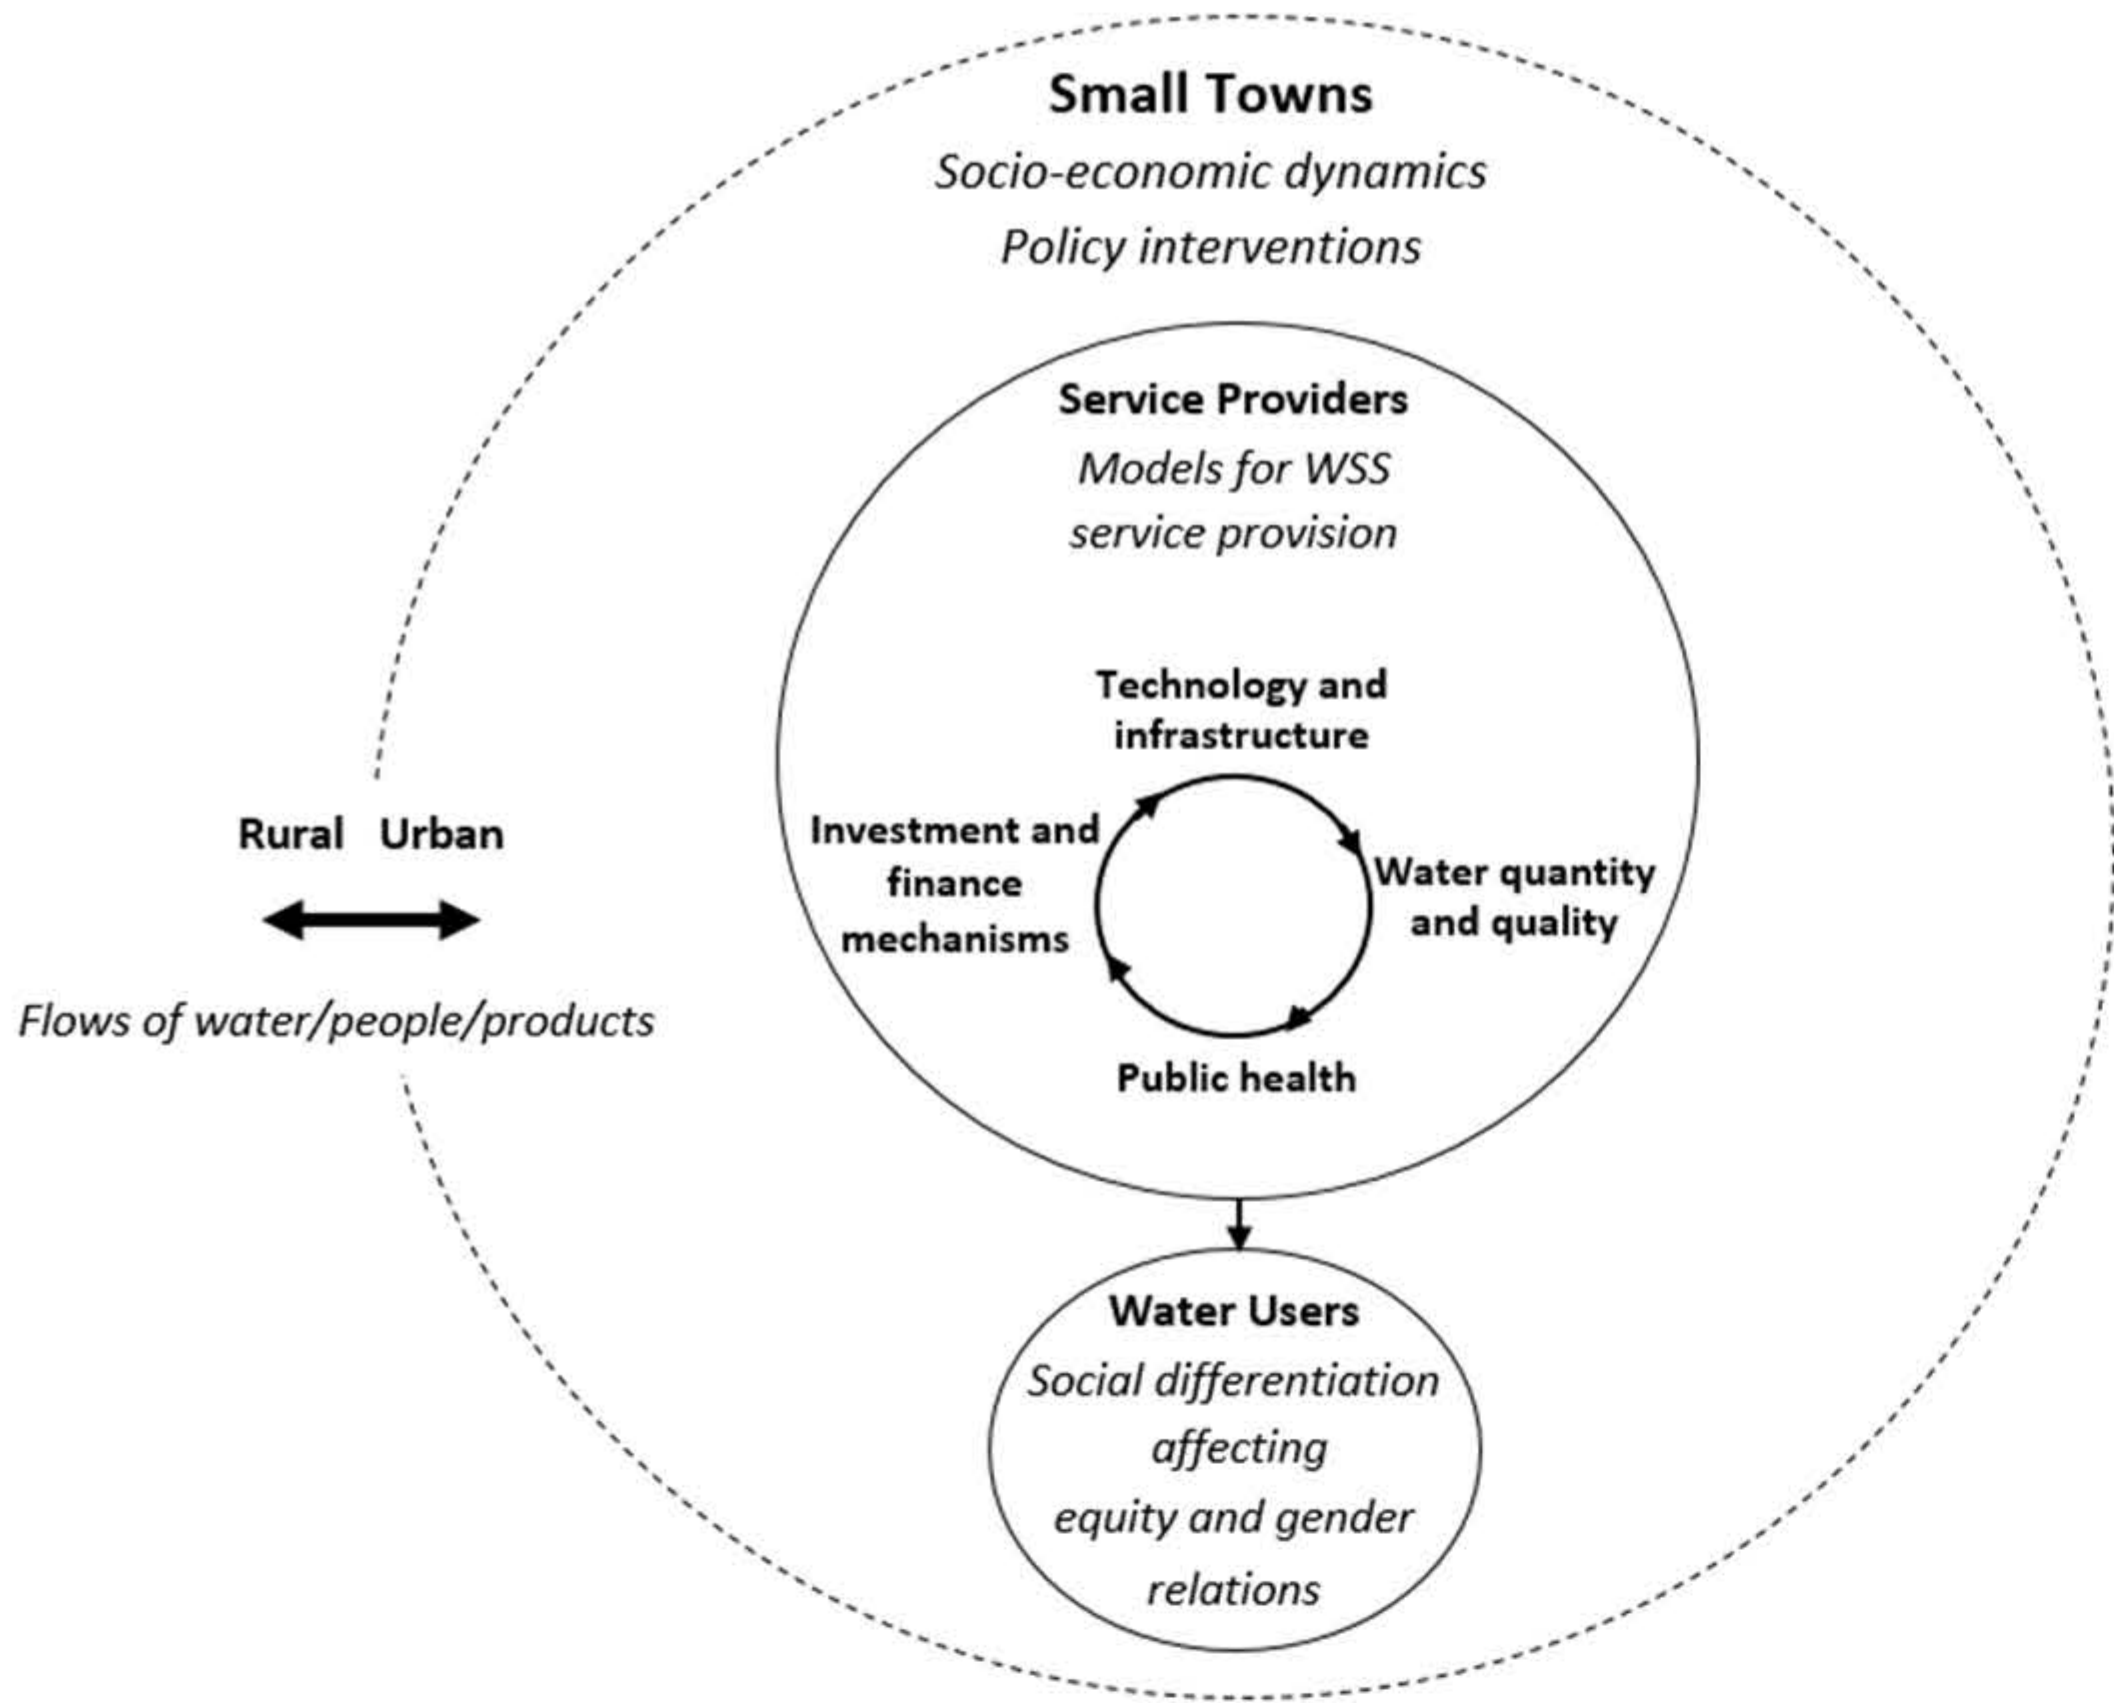 Small Towns
Socio-economic dynamics
Policy interventions
Service Providers
Models for WSS
service provision
Technology and
infrastructure
Investment and
finance
mechanisms
Water quantity
and quality
Public health
Rural Urban
Flows of water/people/products
Water Users
Social differentiation
affecting
equity and gender
relations